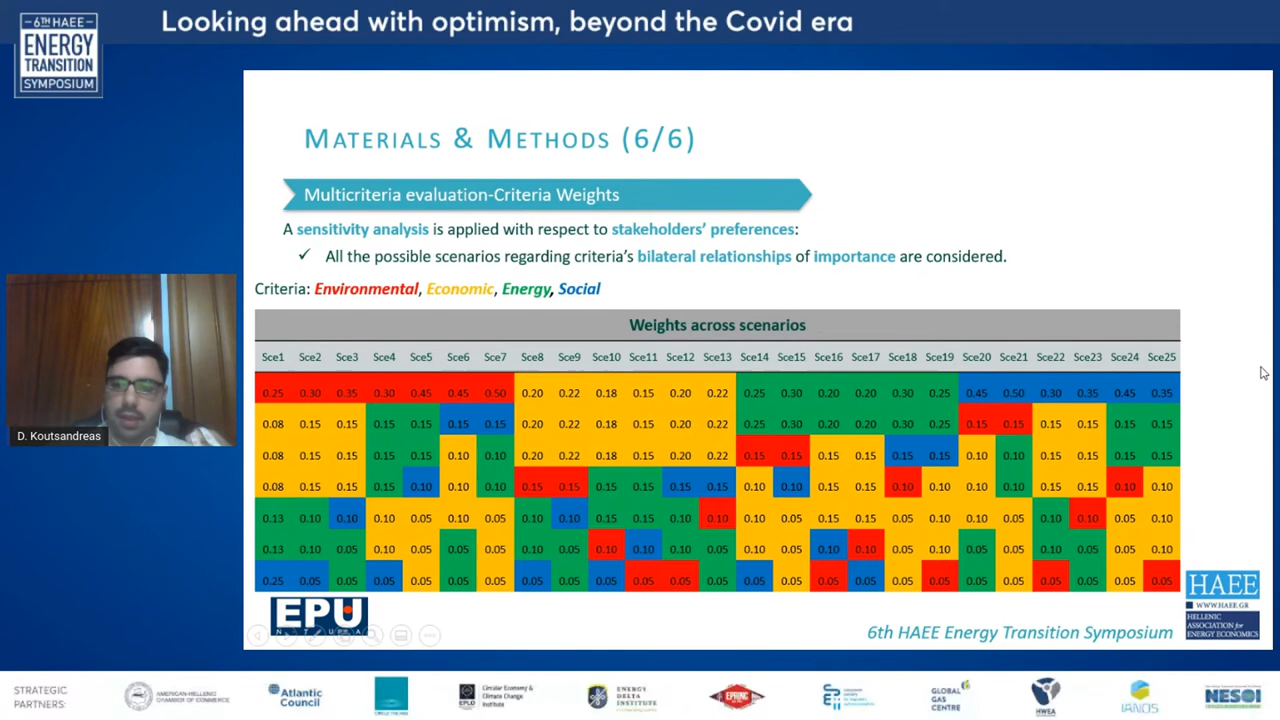 Looking ahead with optimism, beyond the Covid era
6TH HAEE
ENERGY
TRANSITION
SYMPOSIUM
MATERIALS & METHODS (6/6)
Multicriteria evaluation-Criteria Weights
A sensitivity analysis is applied with respect to stakeholders' preferences:
✓ All the possible scenarios regarding criteria's bilateral relationships of importance are considered.
Criteria: Environmental, Economic, Energy, Social
Weights across scenarios
Sce1 Sce2 Sce3 Sce4 Sce5 Sce6 Sce7 Sce8 Sce9 Sce10 Sce11 Sce12 Sce13 Sce14 Sce15 Sce16 Sce17 Sce18 Sce19 Sce20 Sce21 Sce22 Sce23 Sce24 Sce25
0.25 0.30 0.35 0.30 0.45 0.45 0.50 0.20 0.22 0.18 0.15 0.20 0.22 0.25 0.30 0.20 0.20 0.30 0.25 0.45 0.50 0.30 0.35 0.45 0.35
0.08 0.15 0.15 0.15 0.15 0.15 0.15 0.20 0.22 0.18 0.15 0.20 0.22 0.25 0.30 0.20 0.20 0.30 0.25 0.15 0.15 0.15 0.15 0.15 0.15
0.08 0.15 0.15 0.15 0.15 0.10 0.10 0.20 0.22 0.18 0.15 0.20 0.22 0.15 0.15 0.15 0.15 0.15 0.15 0.10 0.10 0.15 0.15 0.15 0.15
0.08 0.15 0.15 0.15 0.10 0.10 0.10 0.15 0.15 0.15 0.15 0.15 0.15 0.10 0.10 0.15 0.15 0.10 0.10 0.10 0.10 0.15 0.15 0.10 0.10
0.13 0.10 0.10 0.10 0.05 0.10 0.05 0.10 0.10 0.15 0.15 0.10 0.10 0.10 0.05 0.15 0.15 0.05 0.10 0.10 0.05 0.10 0.10 0.05 0.10
0.13 0.10 0.05 0.10 0.05 0.05 0.05 0.10 0.05 0.10 0.10 0.10 0.05 0.10 0.05 0.10 0.10 0.05 0.10 0.05 0.05 0.10 0.05 0.05 0.10
0.25 0.05 0.05 0.05 0.05 0.05 0.05 0.05 0.05 0.05 0.05 0.05 0.05 0.05 0.05 0.05 0.05 0.05 0.05 0.05 0.05 0.05 0.05 0.05 0.05
D. Koutsandreas
EPU
N T U A
6th HAEE Energy Transition Symposium
HAEE
WWW.HAEE.GR
HELLENIC
ASSOCIATION for
ENERGY ECONOMICS
STRATEGIC
PARTNERS:
AMERICAN-HELLENIC
CHAMBER OF COMMERCE
Atlantic
Council
Circular Economy &
Climate Change
Institute
ENERGY
DELTA
INSTITUTE
EPRINC
GLOBAL
GAS
CENTRE
HWEA
IANOS
NESOI